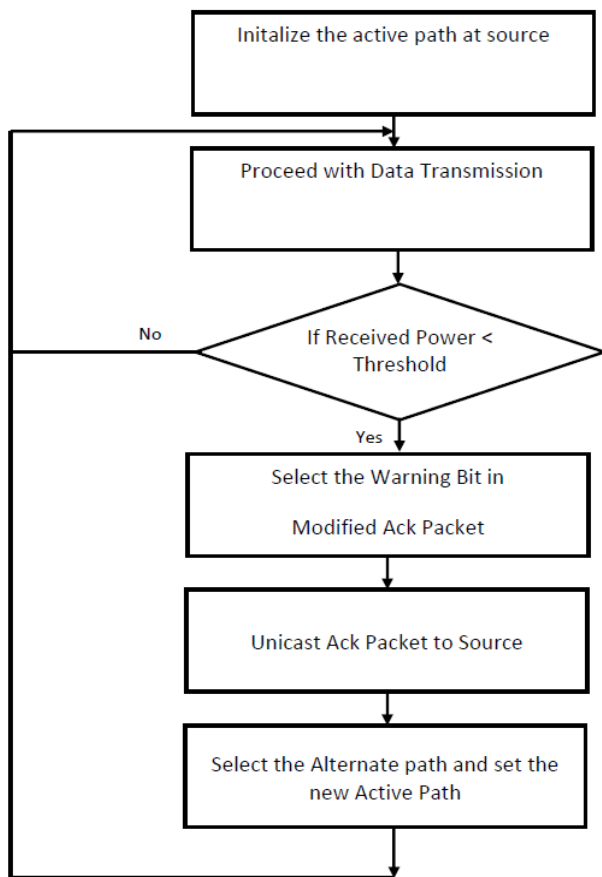 Initalize the active path at source
Proceed with Data Transmission
No
If Received Power <
Threshold
Yes
Select the Warning Bit in
Modified Ack Packet
Unicast Ack Packet to Source
Select the Alternate path and set the
new Active Path